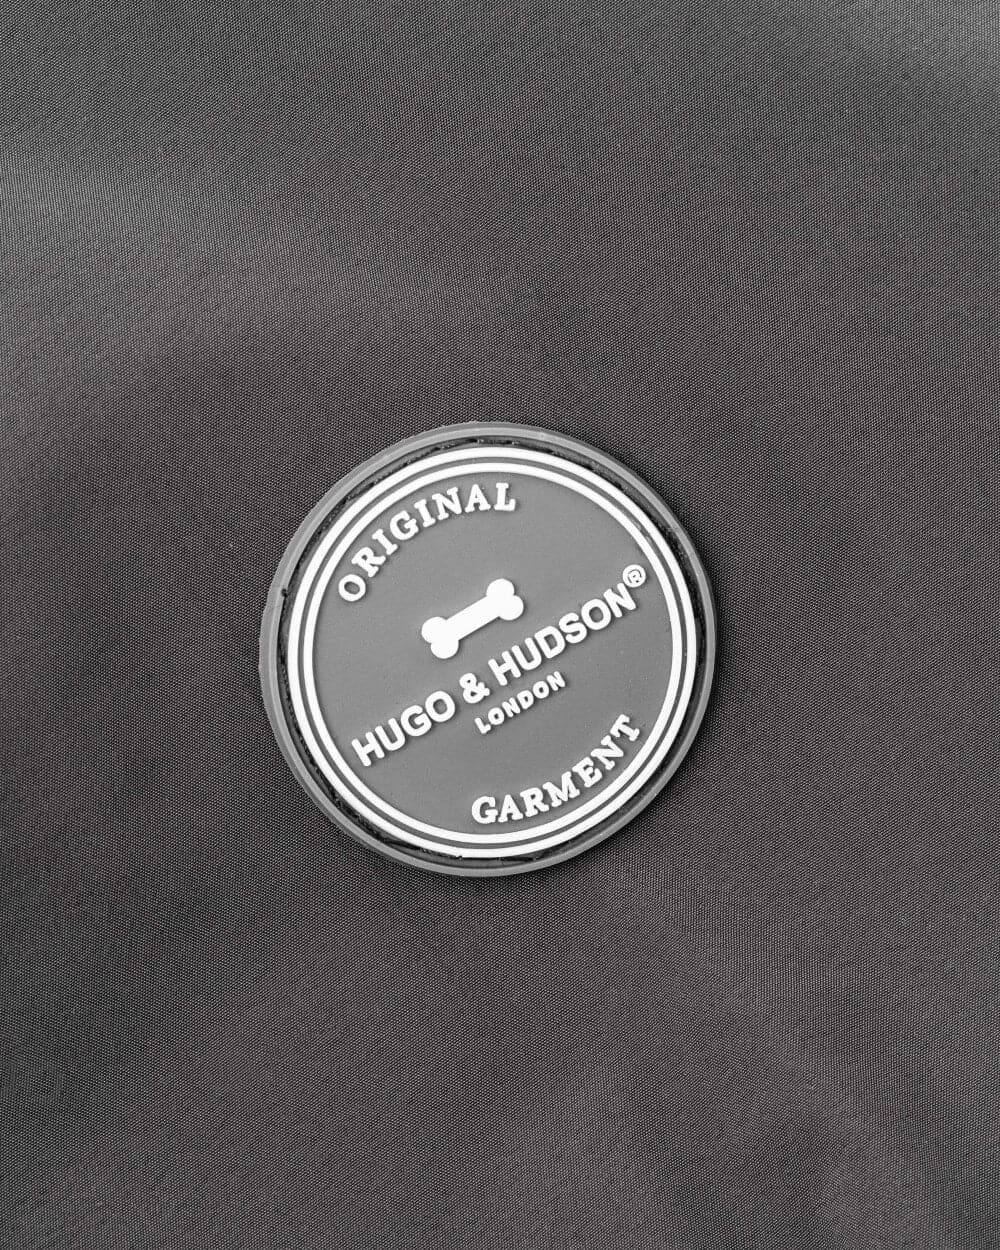 ORIGINAL
HUGO & HUDSON®
LONDON
GARMENT